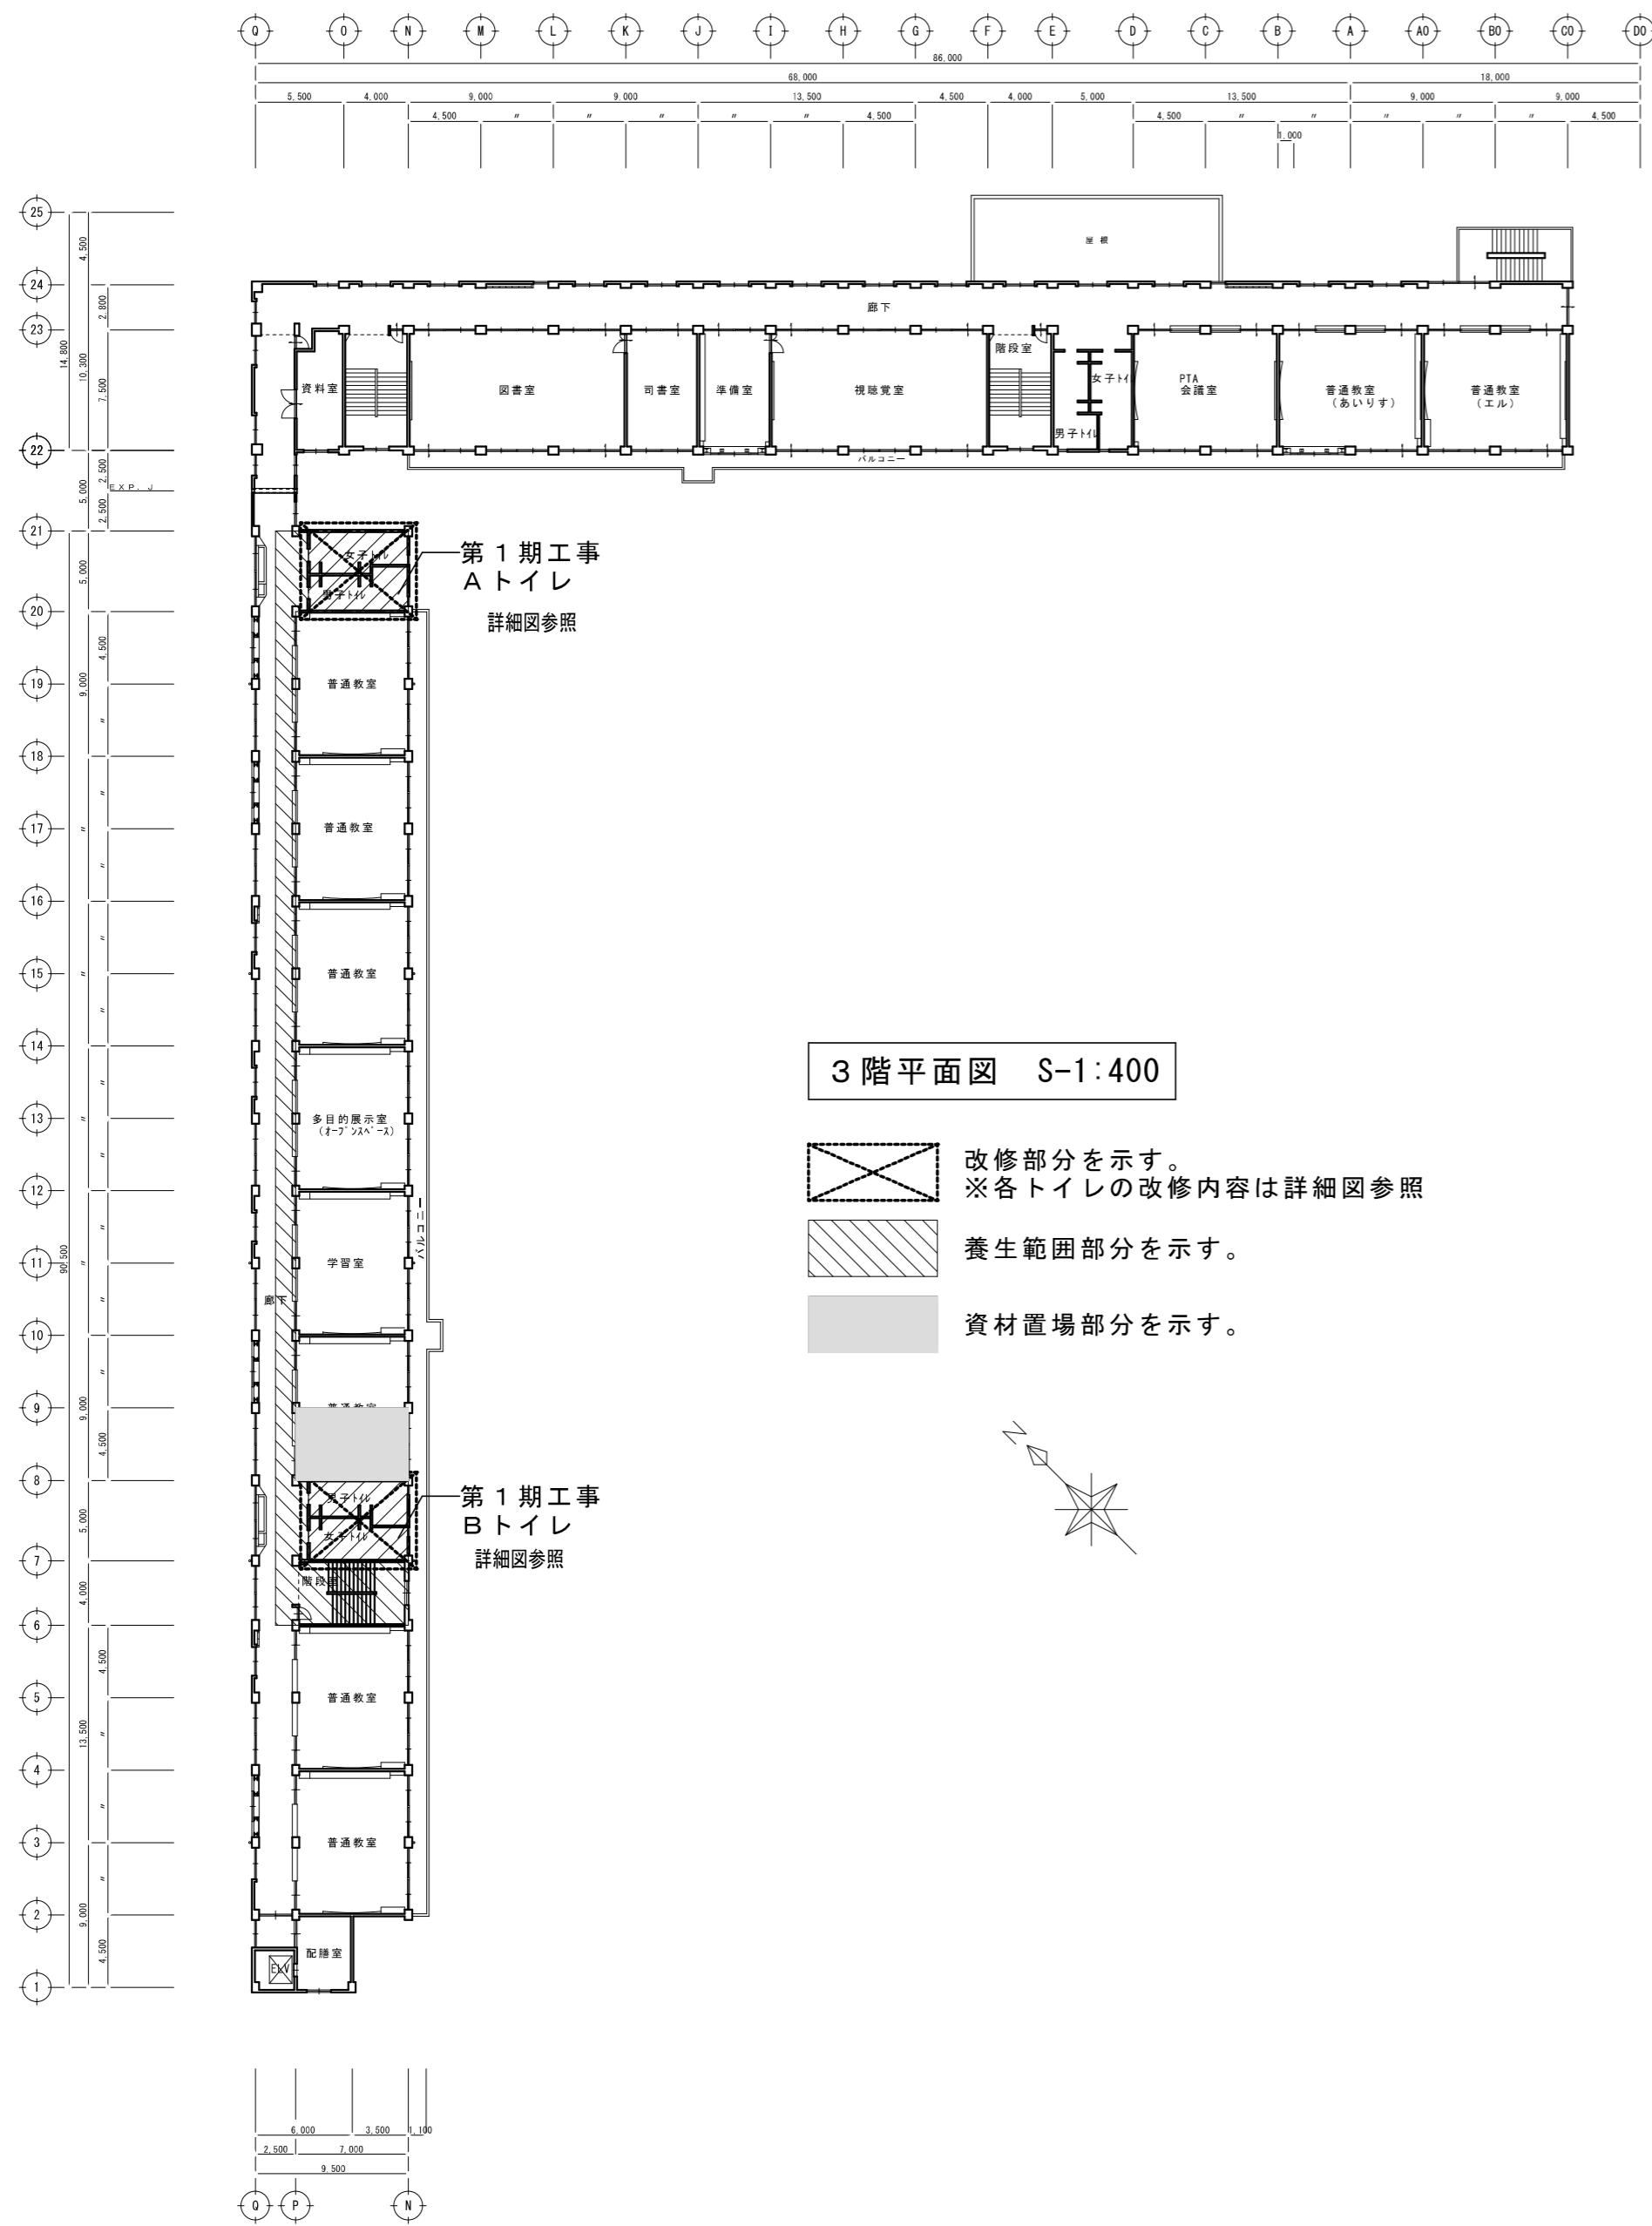 Q O N M L K J I H G F E D C B A A0 B0 C0 D0
86,000
68,000 18,000
5,500 4,000 9,000 9,000 13,500 4,500 4,000 5,000 13,500 9,000 9,000
4,500 〃 〃 〃 〃 〃 4,500 4,500 〃 〃 〃 〃 〃 4,500
1,000
25
4,500
屋根
24
廊下
2,800
23
14,800
10,300
7,500
資料室 図書室 司書室 準備室 視聴覚室 階段室 女子トイレ 男子トイレ
PTA
会議室
普通教室
(あいりす)
普通教室
(エル)
22
バルコニー
2,500
5,000
EXP.J
2,500
21
女子トイレ
第1期工事
Aトイレ
5,000
男子トイレ
20
詳細図参照
4,500
9,000
19
普通教室
〃
18
〃
17
〃
普通教室
〃
16
〃
15
〃
普通教室
〃
14
〃
13
〃
多目的展示室
(オープンスペース)
〃
12
〃
バルコニー
11
90,500
〃
学習室
〃
廊下
10
〃
9
9,000
普通教室
4,500
8
男子トイレ
第1期工事
Bトイレ
5,000
女子トイレ
詳細図参照
7
階段室
4,000
6
4,500
5
普通教室
13,500
〃
4
〃
3
普通教室
〃
2
9,000
4,500
配膳室
ELV
1
3階平面図 S-1:400
改修部分を示す。
※各トイレの改修内容は詳細図参照
養生範囲部分を示す。
資材置場部分を示す。
N
6,000 3,500 1,100
2,500 7,000
9,500
Q P N